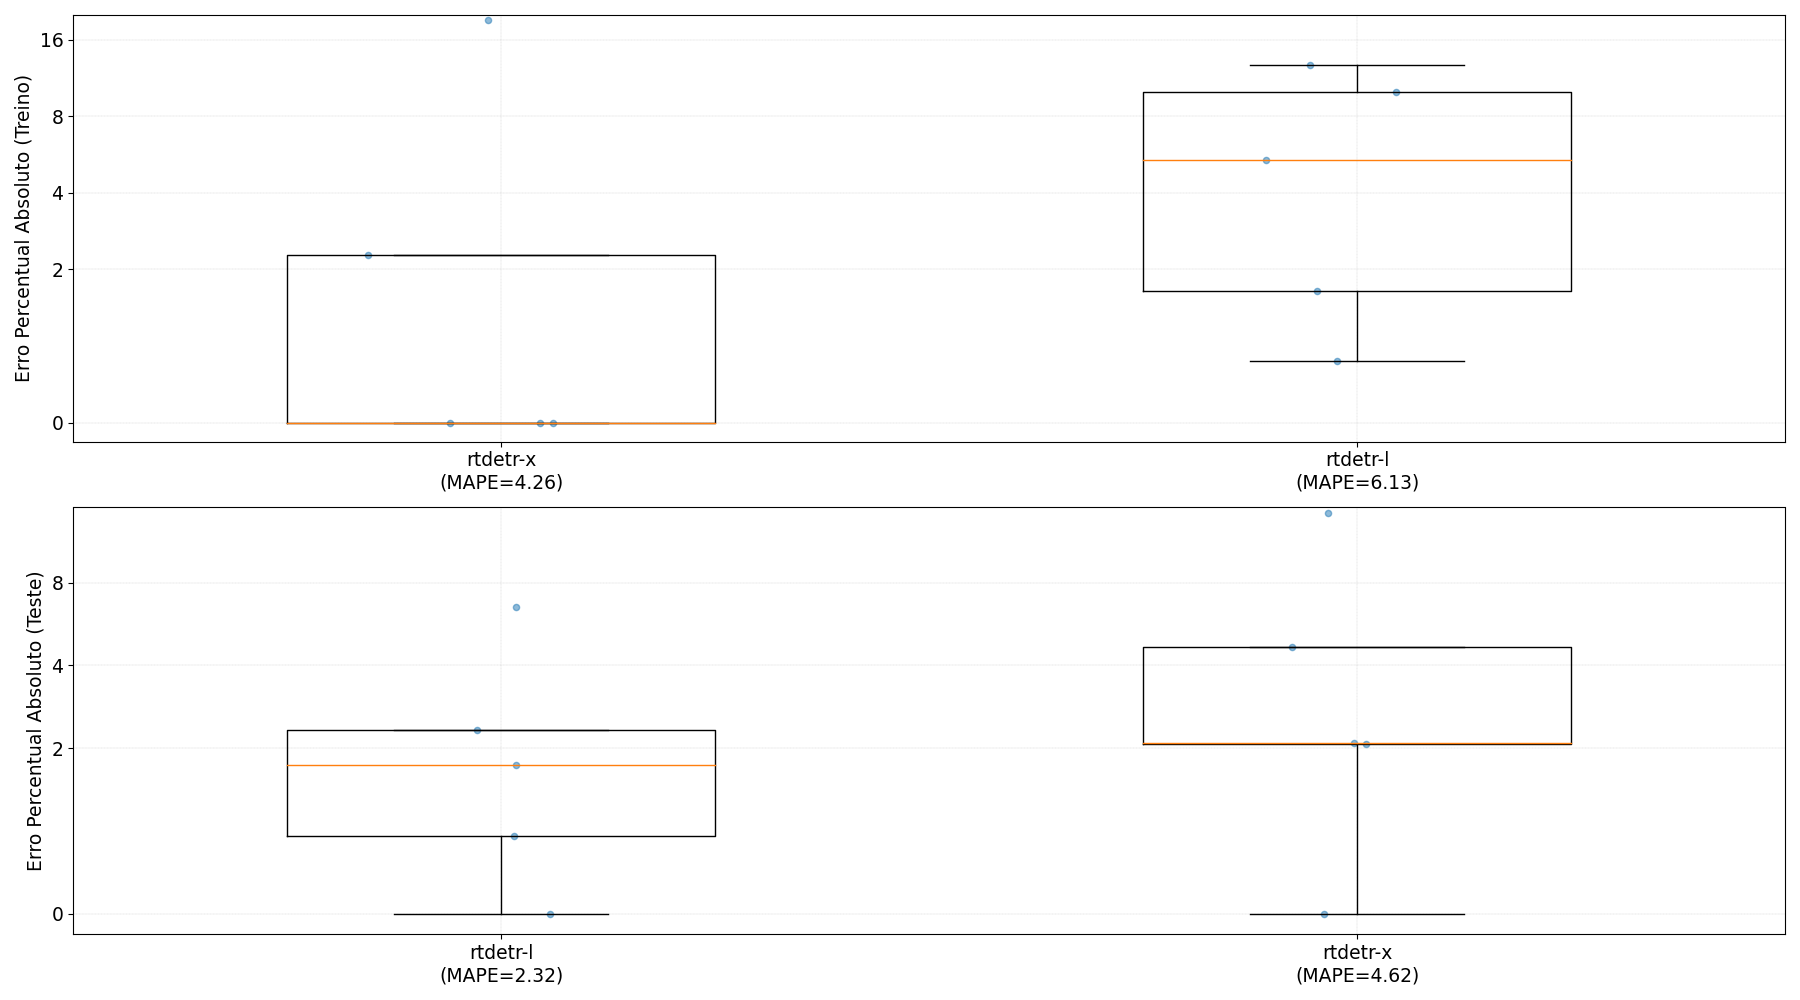 Erro Percentual Absoluto (Treino)
16
8
4
2
0
rtdetr-x
(MAPE=4.26)
rtdetr-l
(MAPE=6.13)
Erro Percentual Absoluto (Teste)
8
4
2
0
rtdetr-l
(MAPE=2.32)
rtdetr-x
(MAPE=4.62)